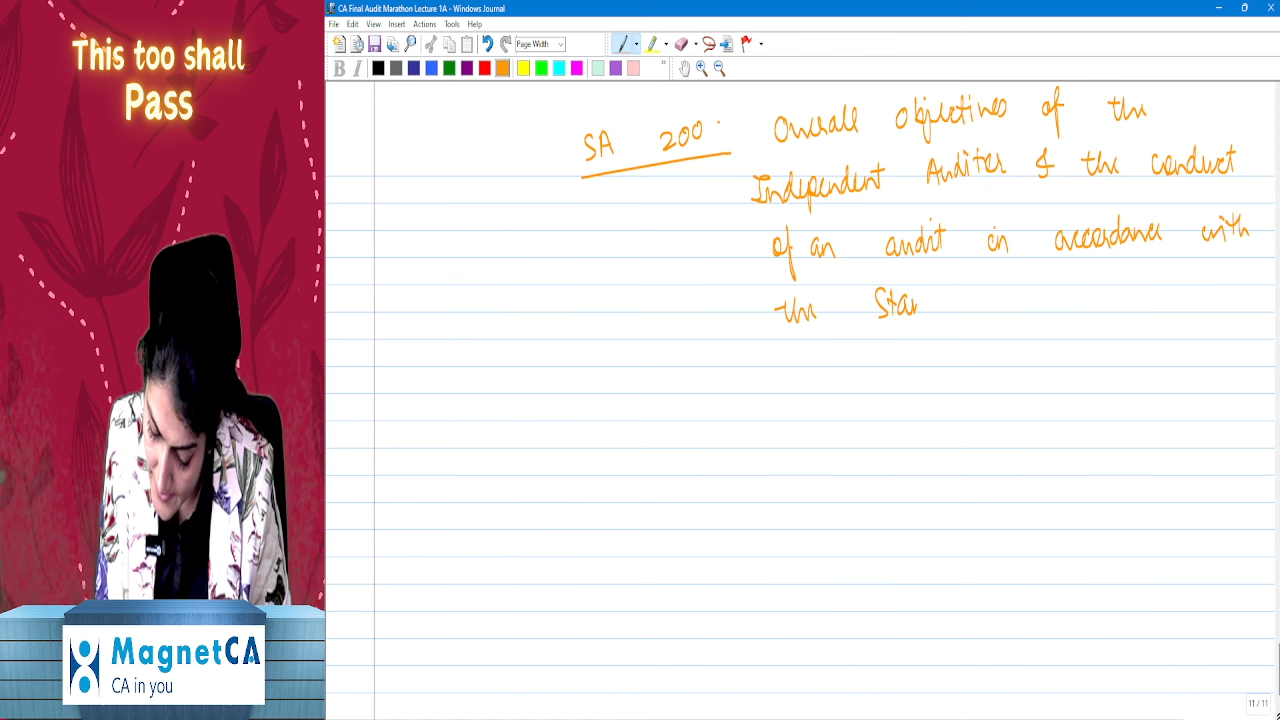 This too shall
Pass
CA Final Audit Marathon Lecture 1A - Windows Journal
File Edit View Insert Actions Tools Help
Page Width
B I
SA 200 Overall objectives of the
Independent Auditor & the conduct
of an audit in accordance with
the Stan
MagnetCA
CA in you
11 / 11